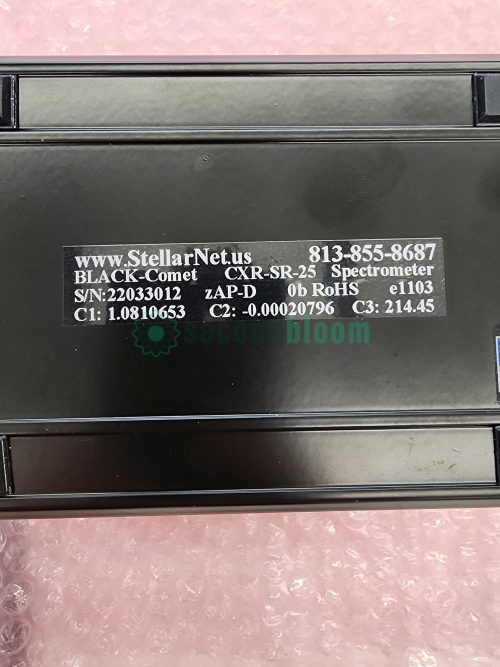 www.StellarNet.us 813-855-8687
BLACK-Comet CXR-SR-25 Spectrometer
S/N:22033012 zAP-D 0b RoHS e1103
C1: 1.0810653 C2: -0.00020796 C3: 214.45
secondbloom